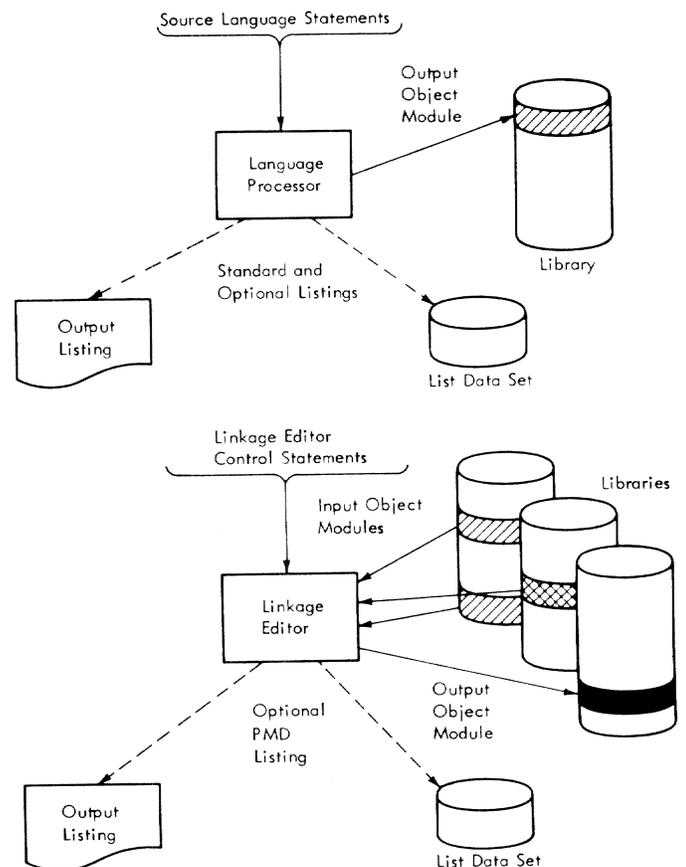 Source Language Statements
Output
Object
Module
Language
Processor
Library
Standard and
Optional Listings
Output
Listing
List Data Set
Linkage Editor
Control Statements
Libraries
Input Object
Modules
Linkage
Editor
Output
Object
Module
Optional
PMD
Listing
Output
Listing
List Data Set